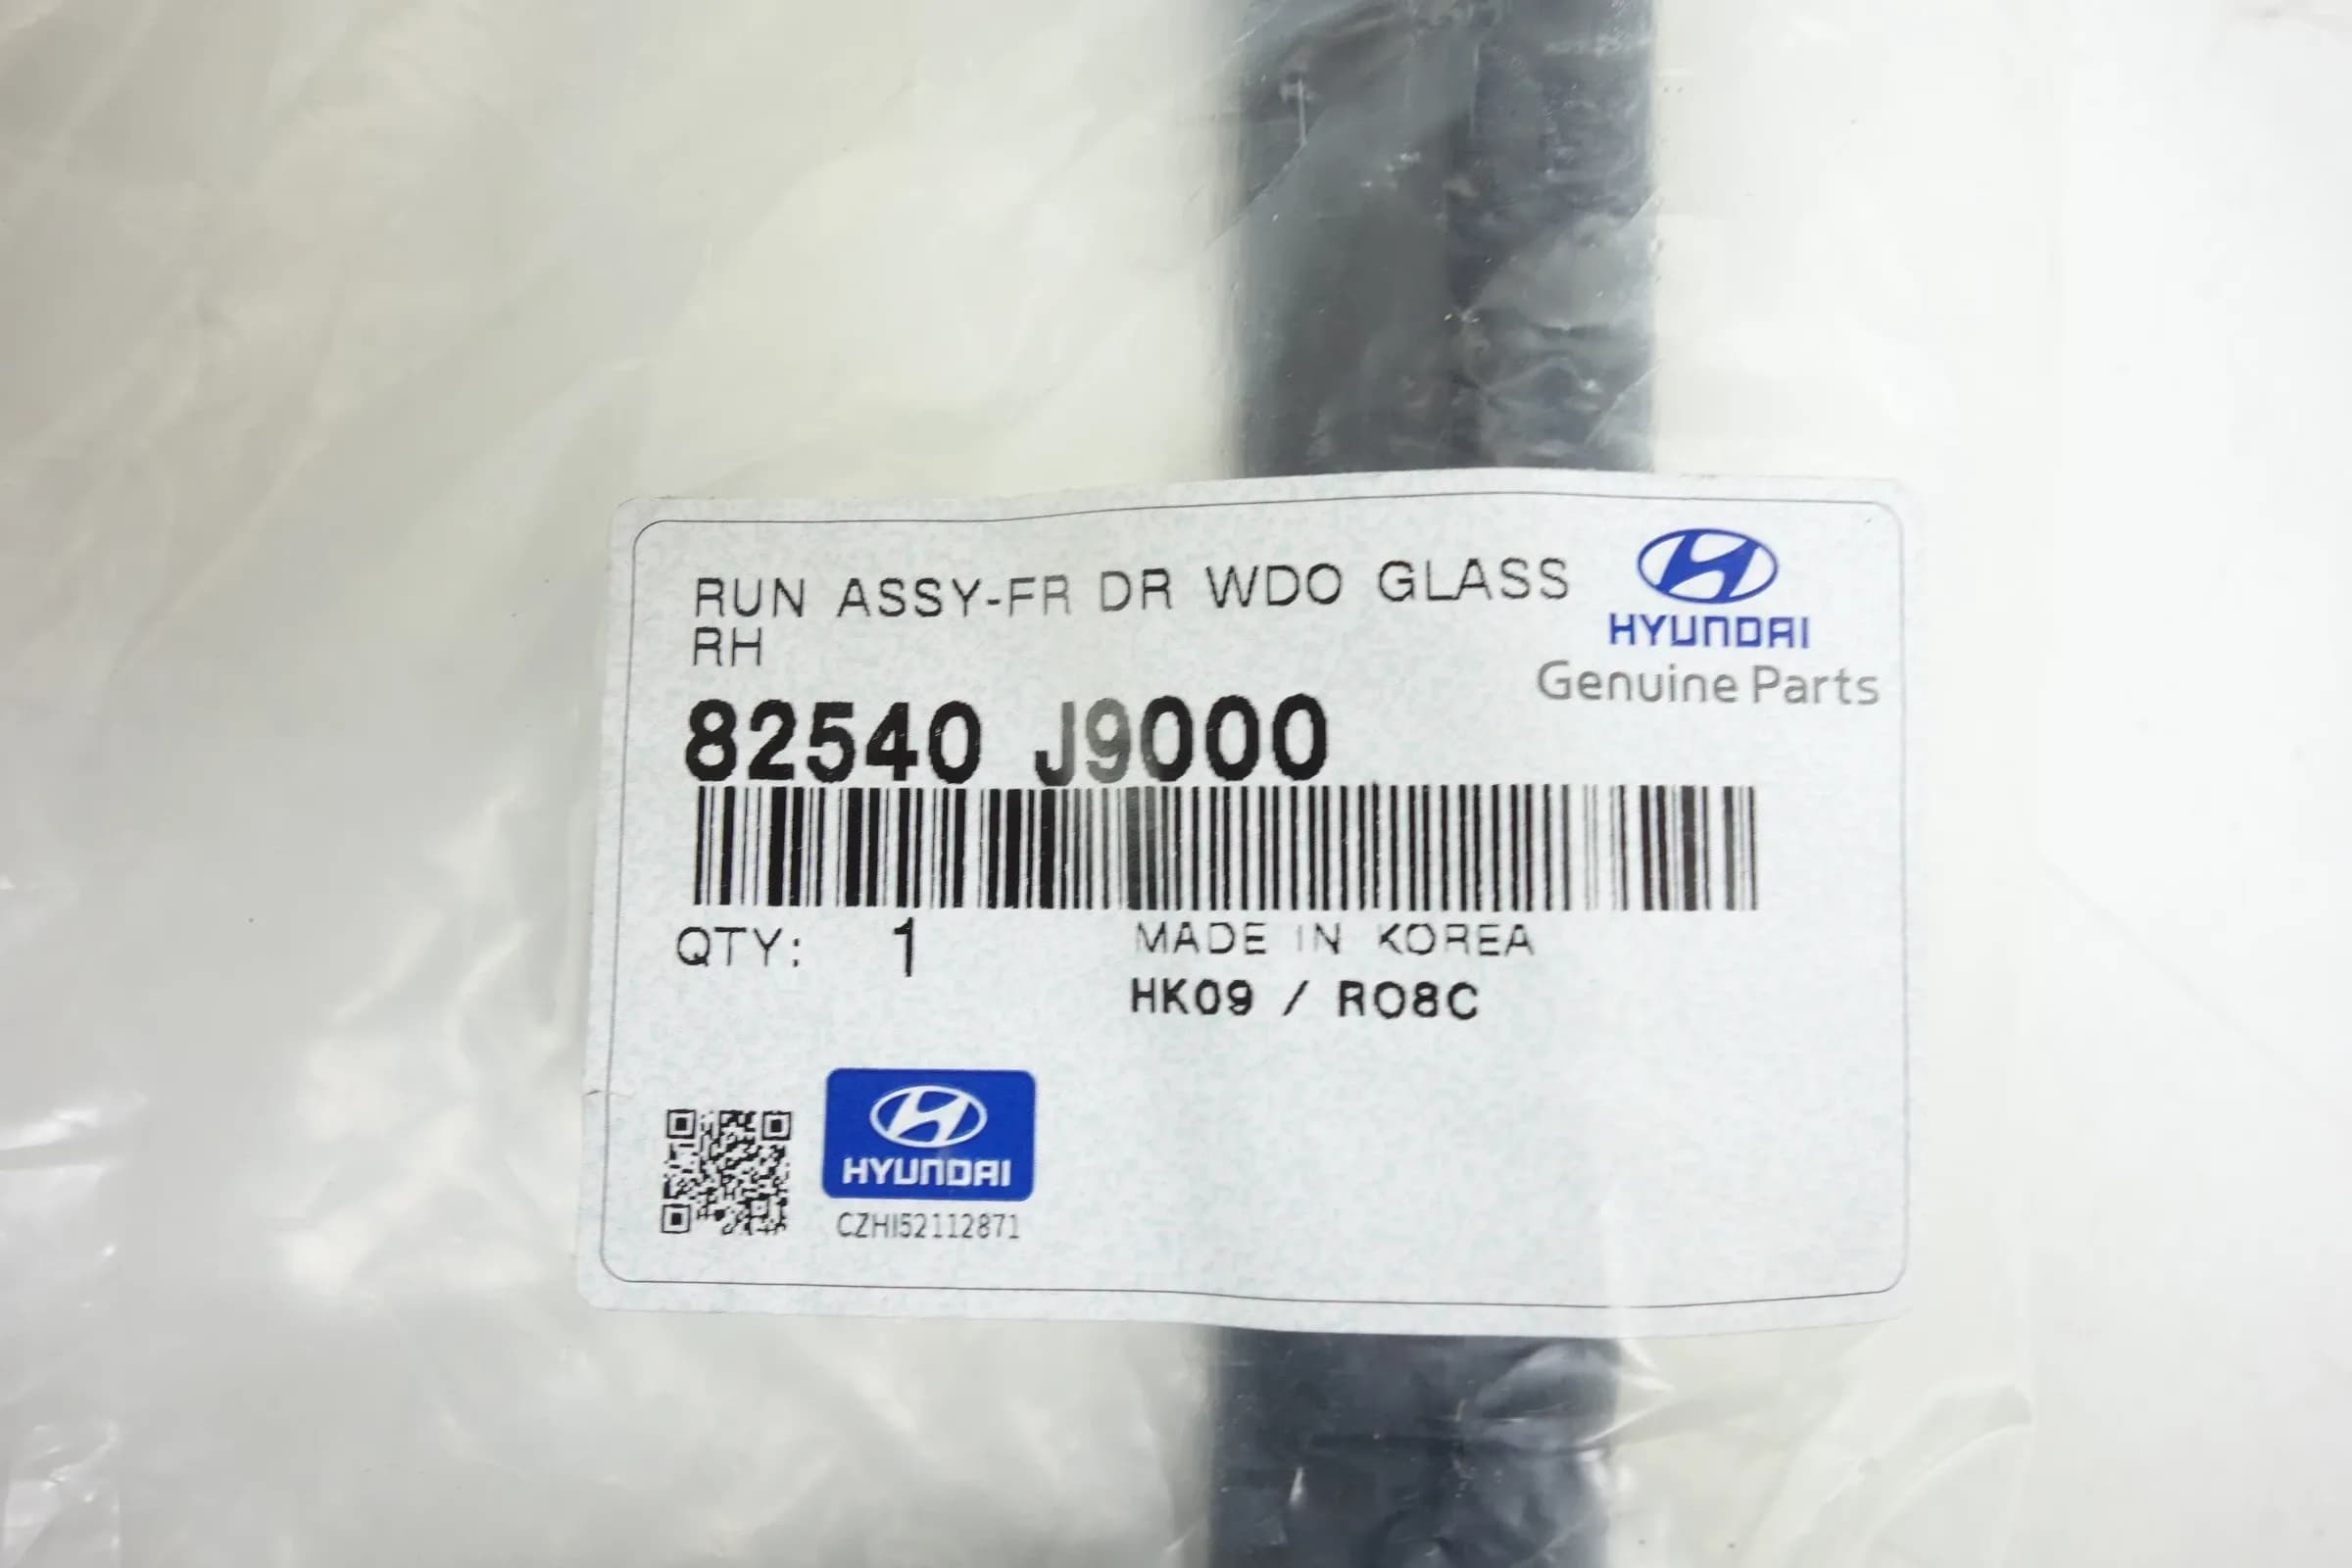 RUN ASSY-FR DR WDO GLASS
RH
HYUNDAI
Genuine Parts
82540 J9000
QTY: 1
MADE IN KOREA
HK09 / R08C
HYUNDAI
CZHI52112871